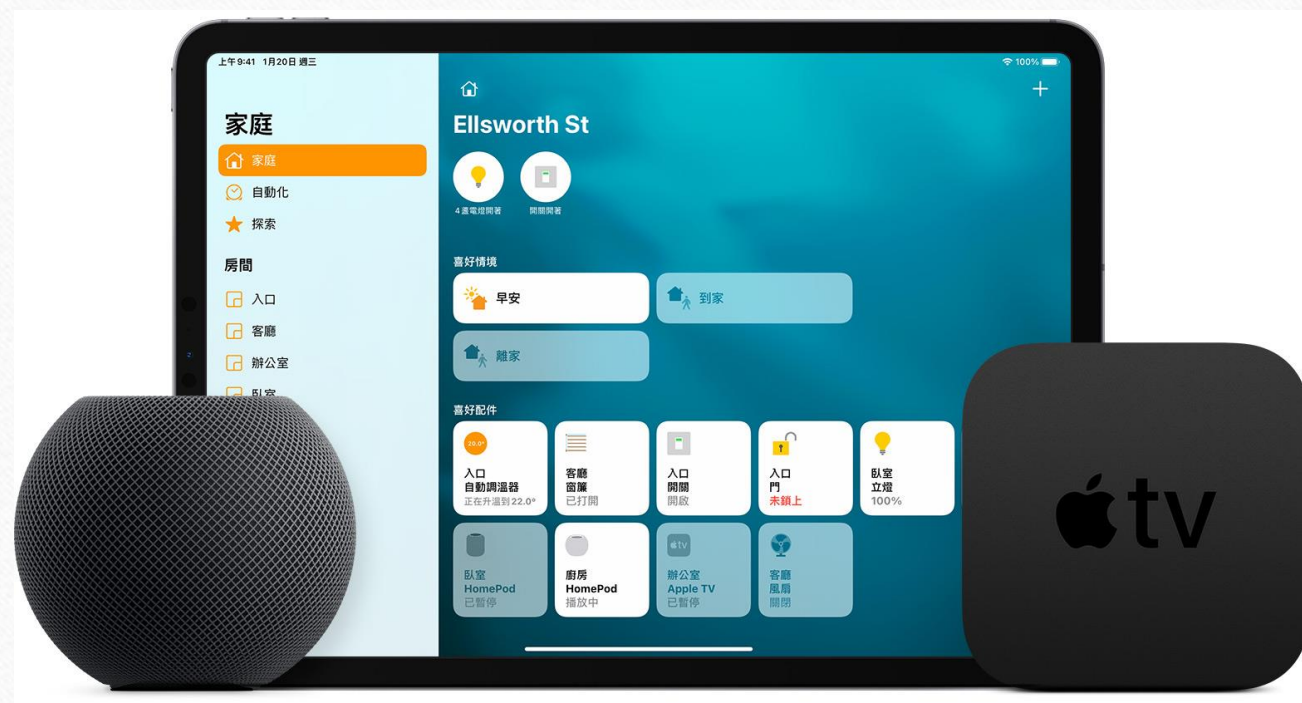 上午9:41 1月20日 週三
100%
家庭
家庭
自動化
探索
房間
入口
客廳
辦公室
臥室
Ellsworth St
4 盞電燈開著
開關開著
喜好情境
早安
到家
離家
喜好配件
20.0°
入口
自動調溫器
正在升溫到 22.0°
客廳
窗簾
已打開
入口
開關
開啟
入口
門
未鎖上
臥室
立燈
100%
臥室
HomePod
已暫停
廚房
HomePod
播放中
tv
辦公室
Apple TV
已暫停
客廳
風扇
關閉
tv